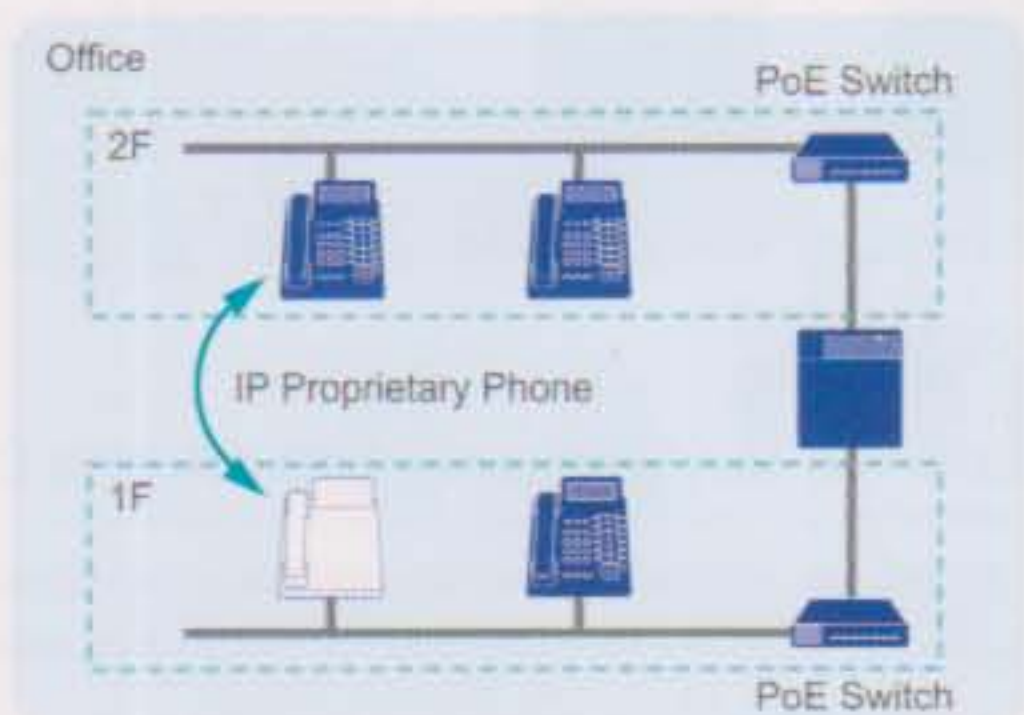 Office
PoE Switch
2F
IP Proprietary Phone
1F
PoE Switch